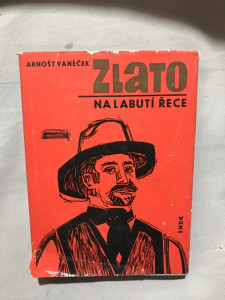 ARNOŠT VANĚČEK
ZLATO
NA LABUTÍ ŘECE
SNDK